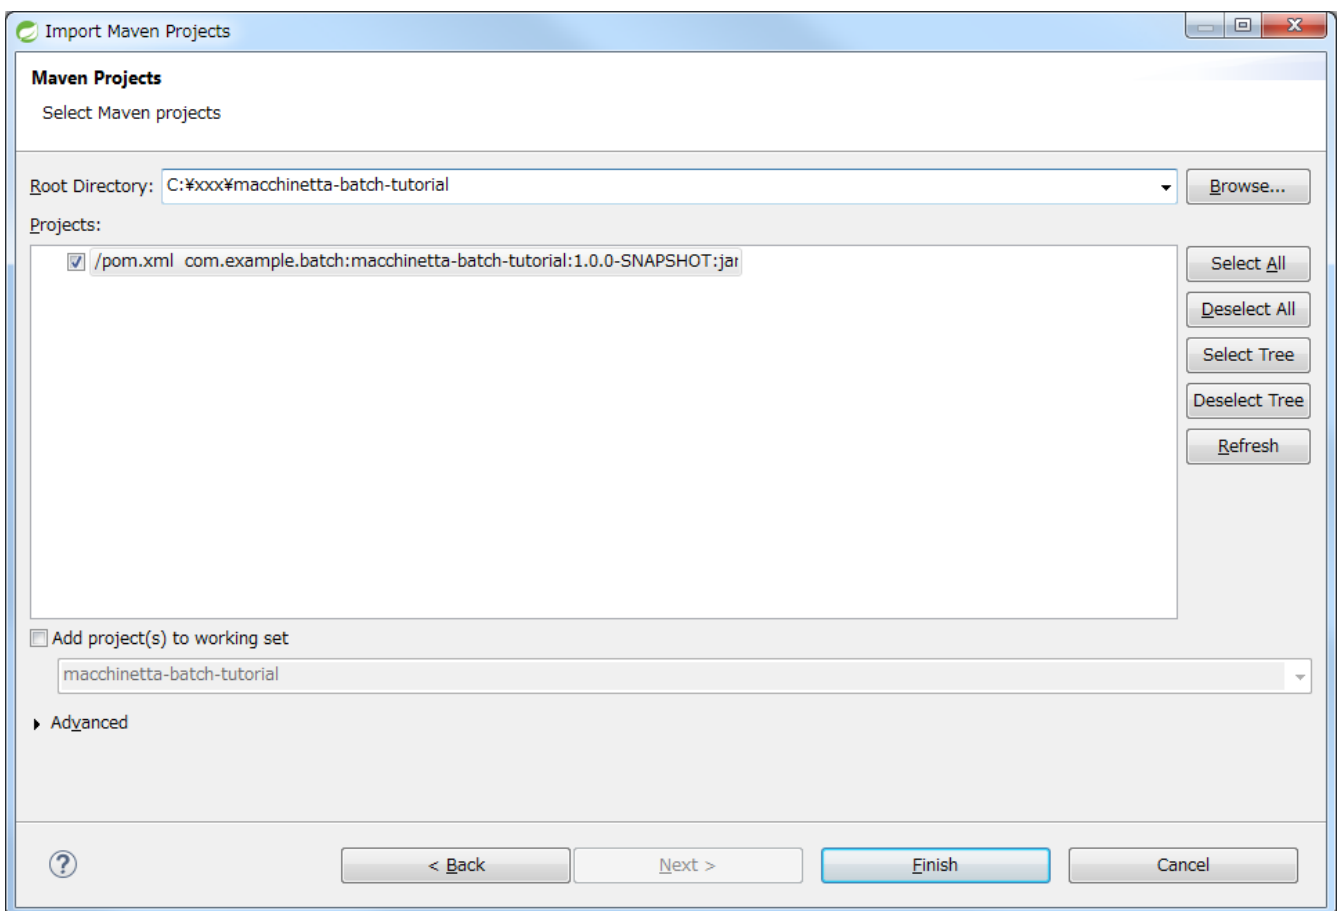 Import Maven Projects
Maven Projects
Select Maven projects
Root Directory: C:¥xxx¥macchinetta-batch-tutorial Browse...
Projects:
/pom.xml com.example.batch:macchinetta-batch-tutorial:1.0.0-SNAPSHOT:jar
Select All
Deselect All
Select Tree
Deselect Tree
Refresh
Add project(s) to working set
macchinetta-batch-tutorial
Advanced
? < Back Next > Finish Cancel